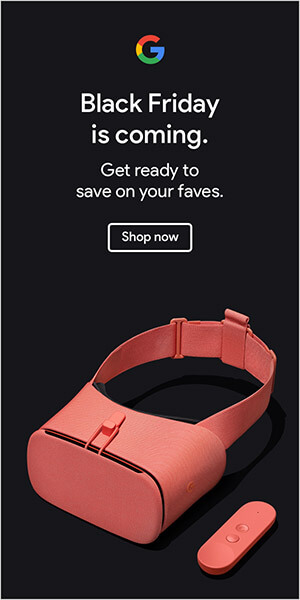 Black Friday
is coming.
Get ready to
save on your faves.
Shop now